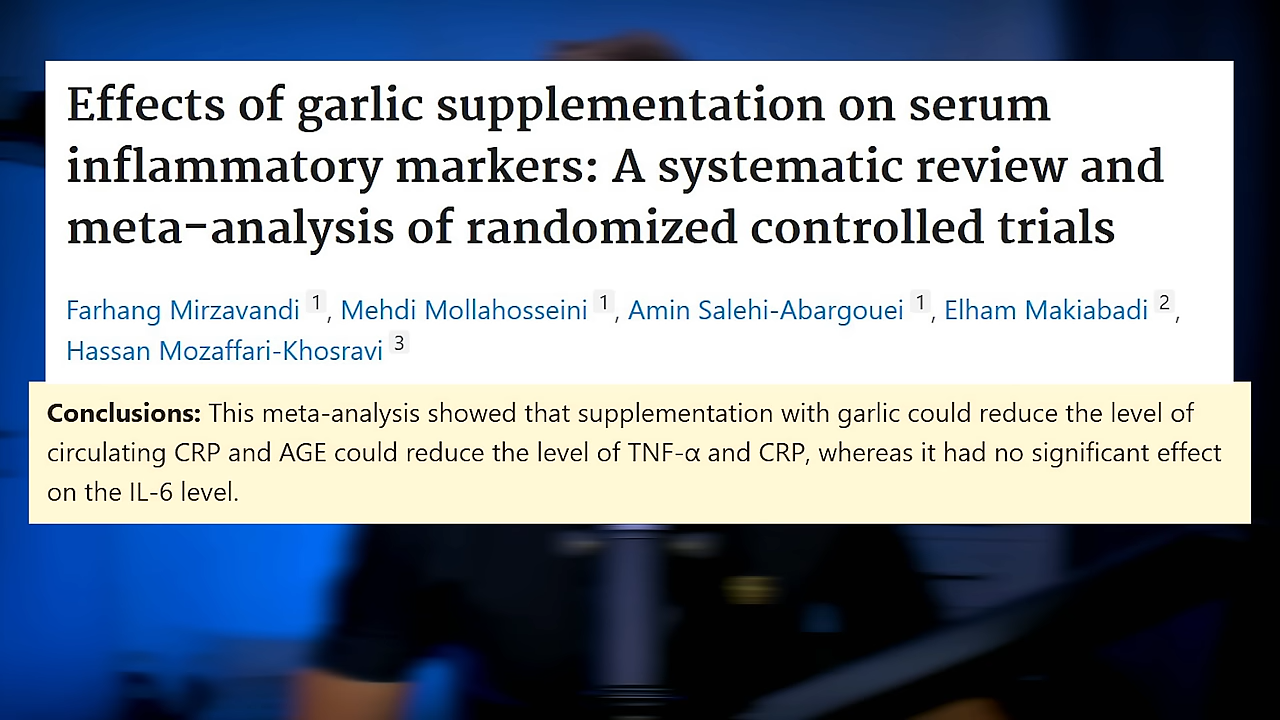 Effects of garlic supplementation on serum
inflammatory markers: A systematic review and
meta-analysis of randomized controlled trials
Farhang Mirzavandi 1, Mehdi Mollahosseini 1, Amin Salehi-Abargouei 1, Elham Makiabadi 2,
Hassan Mozaffari-Khosravi 3
Conclusions: This meta-analysis showed that supplementation with garlic could reduce the level of
circulating CRP and AGE could reduce the level of TNF-α and CRP, whereas it had no significant effect
on the IL-6 level.